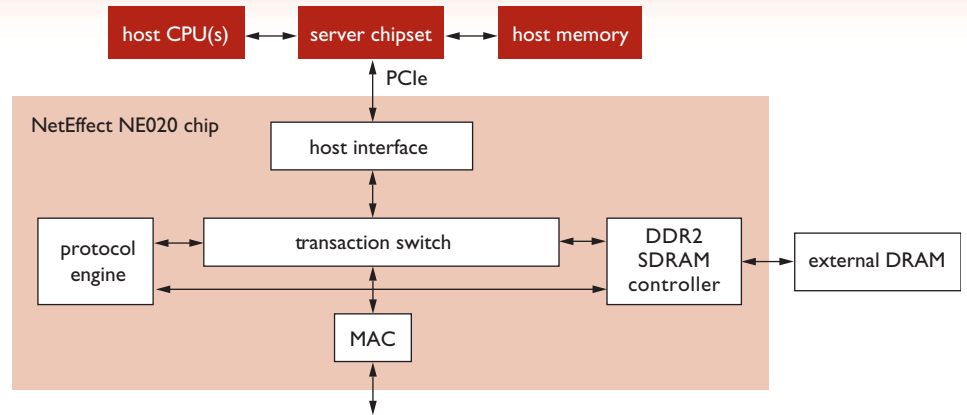 host CPU(s)
server chipset
host memory
PCIe
NetEffect NE020 chip
host interface
protocol
engine
transaction switch
DDR2
SDRAM
controller
external DRAM
MAC